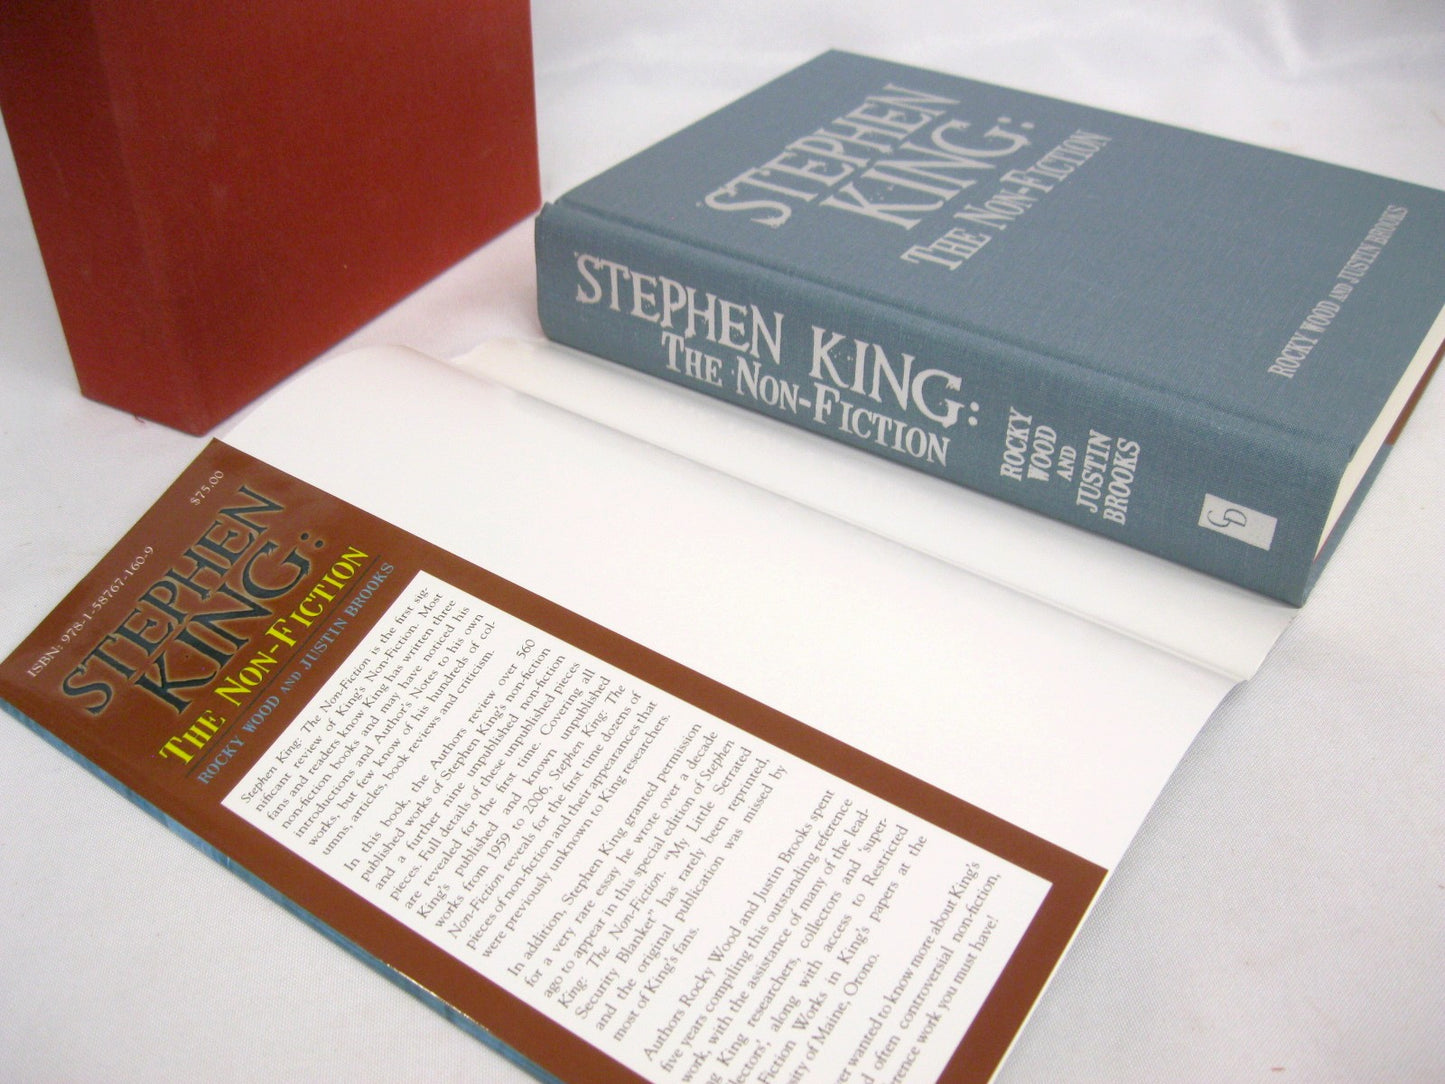 STEPHEN
KING:
THE NON-FICTION
ROCKY WOOD AND JUSTIN BROOKS
STEPHEN KING:
THE NON-FICTION
ROCKY
WOOD
AND
JUSTIN
BROOKS
CD
ISBN: 978-1-58767-160-9
$75.00
STEPHEN
KING:
THE NON-FICTION
ROCKY WOOD AND JUSTIN BROOKS
Stephen King: The Non-Fiction is the first sig-
nificant review of King's Non-Fiction. Most
fans and readers know King has written three
non-fiction books and may have noticed his
introductions and Author's Notes to his own
works, but few know of his hundreds of col-
umns, articles, book reviews and criticism.
In this book, the Authors review over 560
published works of Stephen King's non-fiction
and a further nine unpublished non-fiction
pieces. Full details of these unpublished pieces
are revealed for the first time. Covering all
King's published and known unpublished
works from 1959 to 2006, Stephen King: The
Non-Fiction reveals for the first time dozens of
pieces of non-fiction and their appearances that
were previously unknown to King researchers.
In addition, Stephen King granted permission
for a very rare essay he wrote over a decade
ago to appear in this special edition of Stephen
King: The Non-Fiction. "My Little Serrated
Security Blanket" has rarely been reprinted,
and the original publication was missed by
most of King's fans.
Authors Rocky Wood and Justin Brooks spent
five years compiling this outstanding reference
work, with the assistance of many of the lead-
g King researchers, collectors and 'super-
lectors', along with access to Restricted
Fiction Works in King's papers at the
sity of Maine, Orono.
er wanted to know more about King's
d often controversial non-fiction,
erence work you must have!